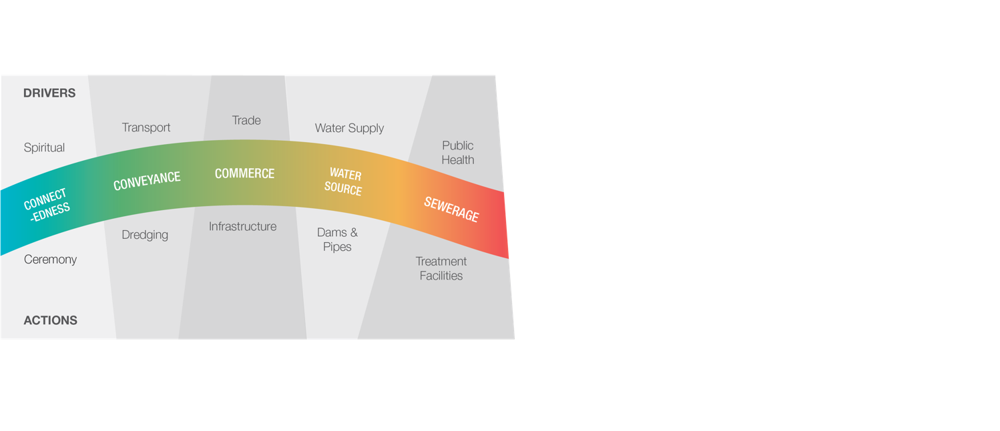 DRIVERS
Spiritual
Transport
Trade
Water Supply
Public
Health
CONNECT
-EDNESS
CONVEYANCE
COMMERCE
WATER
SOURCE
SEWERAGE
Ceremony
Dredging
Infrastructure
Dams &
Pipes
Treatment
Facilities
ACTIONS